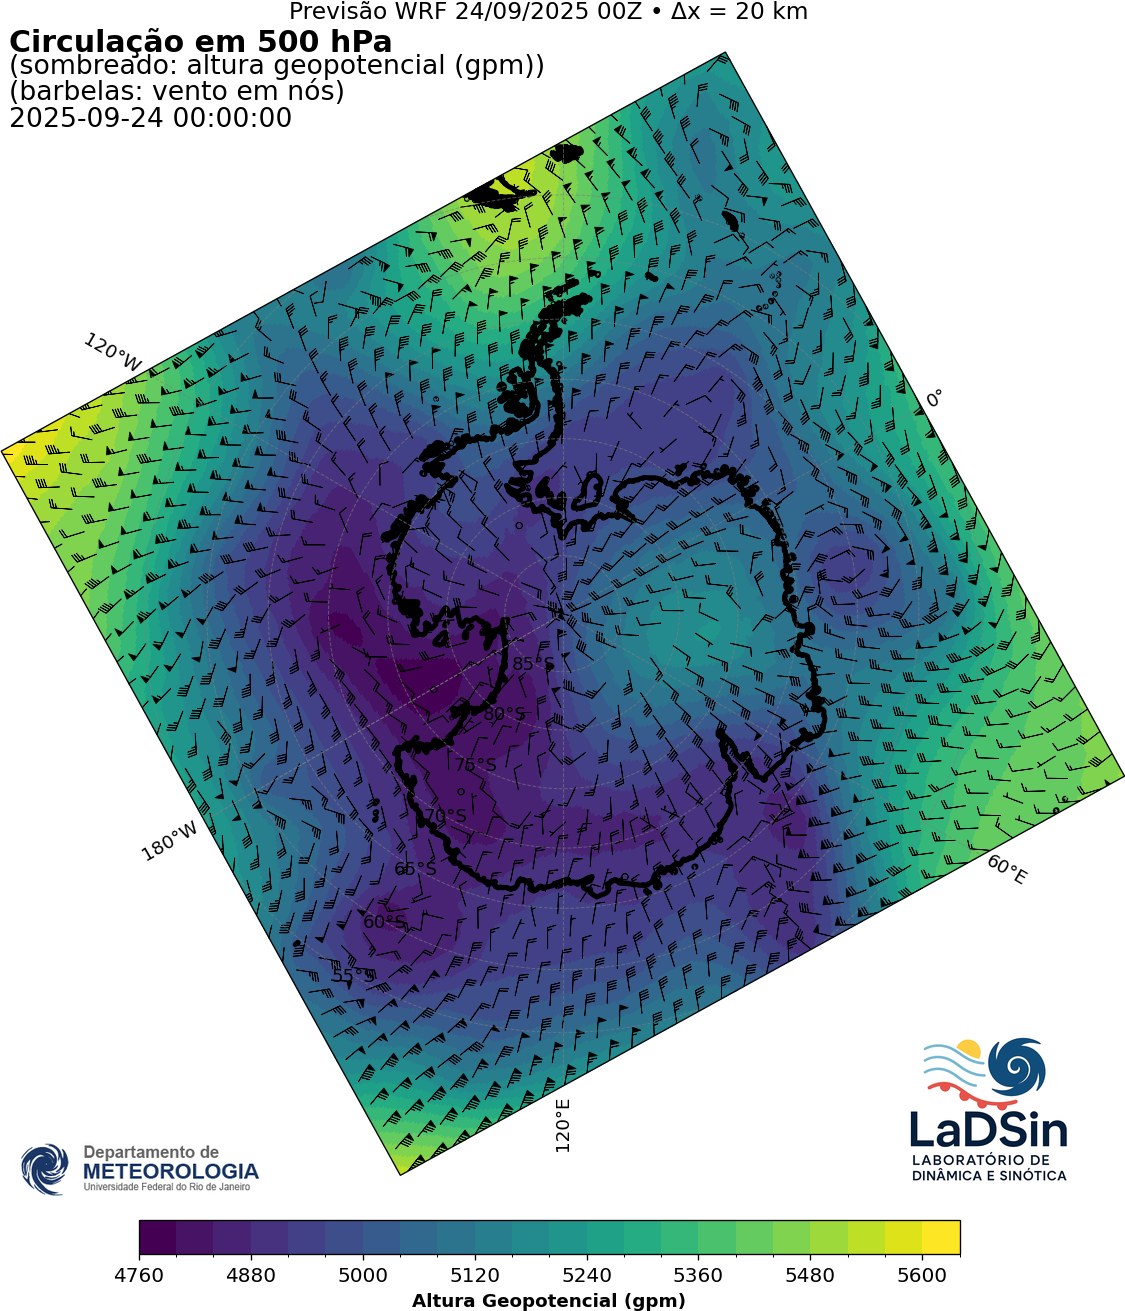 Previsão WRF 24/09/2025 00Z • Δx = 20 km
Circulação em 500 hPa
(sombreado: altura geopotencial (gpm))
(barbelas: vento em nós)
2025-09-24 00:00:00
120°W
0°
85°S
80°S
75°S
70°S
180°W
65°S
60°E
60°S
55°S
120°E
Departamento de
METEOROLOGIA
Universidade Federal do Rio de Janeiro
LaDSin
LABORATÓRIO DE
DINÂMICA E SINÓTICA
4760 4880 5000 5120 5240 5360 5480 5600
Altura Geopotencial (gpm)